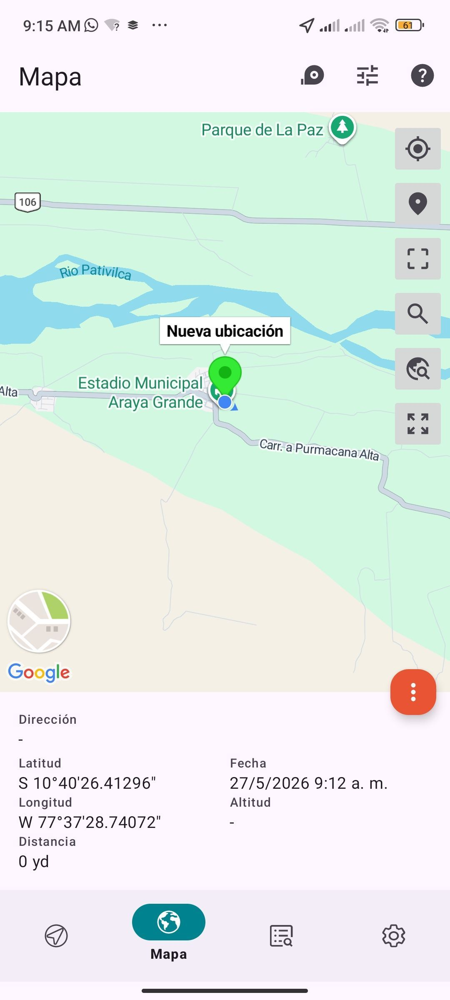 9:15 AM
61
Mapa
Parque de La Paz
106
Rio Pativilca
Nueva ubicación
Estadio Municipal
Araya Grande
Alta
Carr. a Purmacana Alta
Google
Dirección
-
Latitud
Fecha
S 10°40'26.41296"
27/5/2026 9:12 a. m.
Longitud
Altitud
W 77°37'28.74072"
-
Distancia
0 yd
Mapa